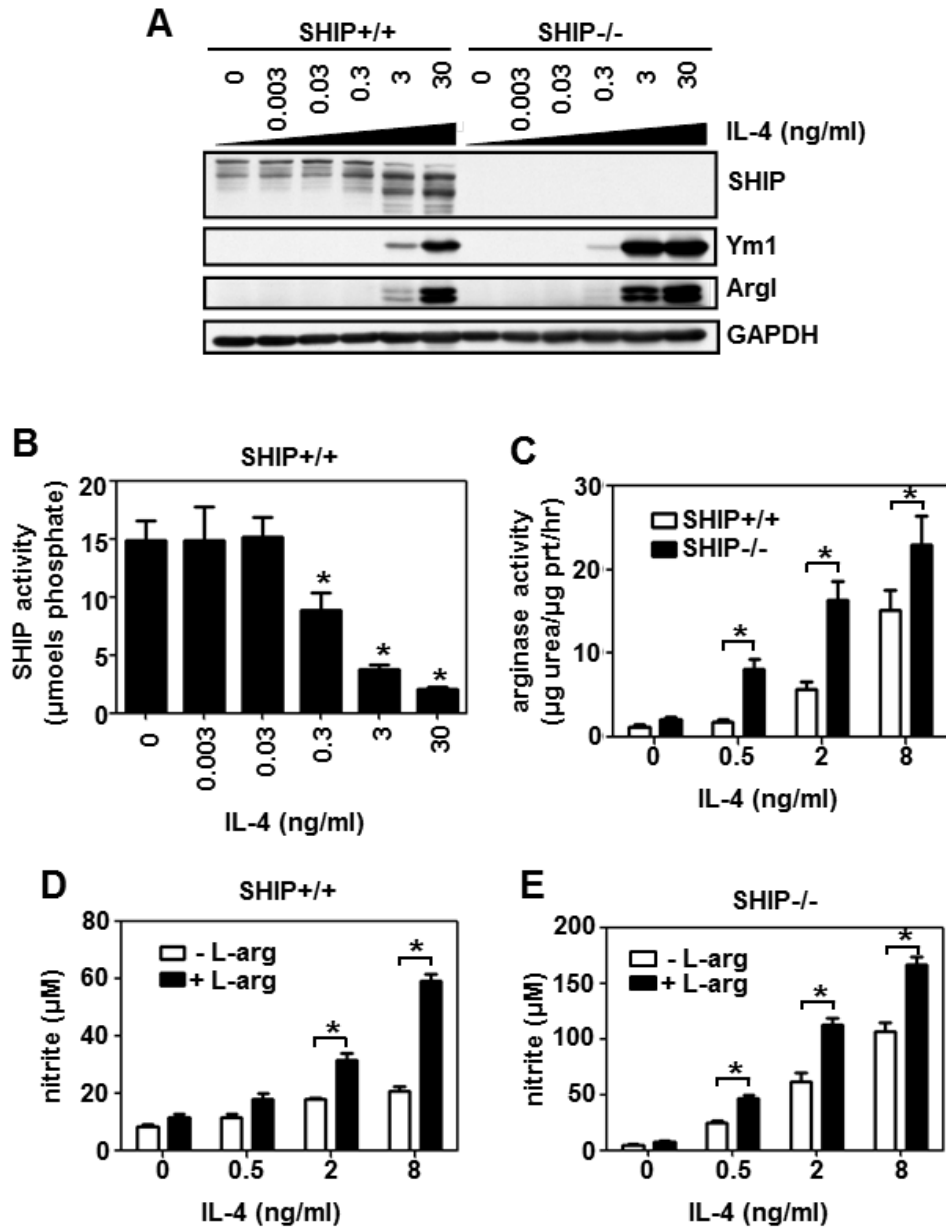 A
SHIP+/+ SHIP-/-
0 0.003 0.03 0.3 3 30 0 0.003 0.03 0.3 3 30
IL-4 (ng/ml)
SHIP
Ym1
ArgI
GAPDH
B
SHIP+/+
SHIP activity
(µmoels phosphate)
20
15
10
5
0
* * *
0 0.003 0.03 0.3 3 30
IL-4 (ng/ml)
C
arginase activity
(µg urea/µg prt/hr)
30
20
10
0
SHIP+/+
SHIP-/-
* * *
0 0.5 2 8
IL-4 (ng/ml)
D
SHIP+/+
nitrite (µM)
80
60
40
20
0
- L-arg
+ L-arg
* *
0 0.5 2 8
IL-4 (ng/ml)
E
SHIP-/-
nitrite (µM)
200
150
100
50
0
- L-arg
+ L-arg
* * *
0 0.5 2 8
IL-4 (ng/ml)